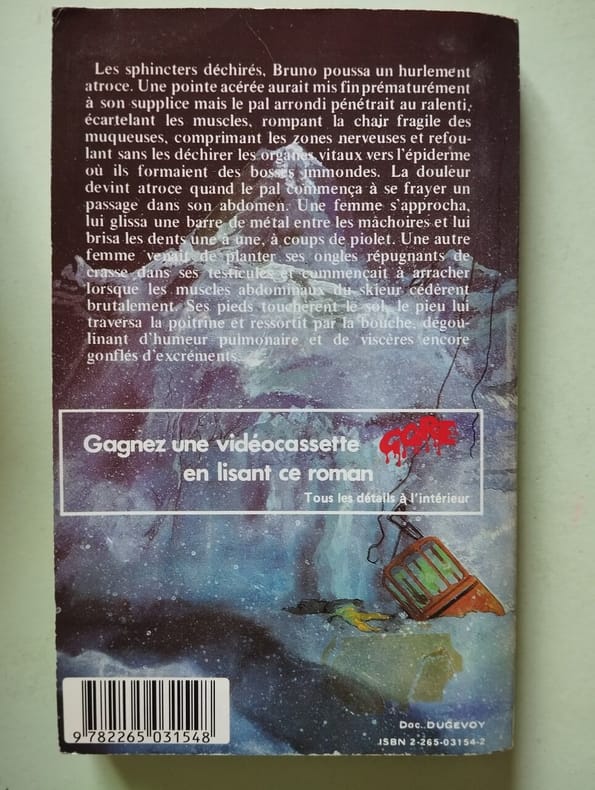 Les sphincters déchirés, Bruno poussa un hurlement
atroce. Une pointe acérée aurait mis fin prématurément
à son supplice mais le pal arrondi pénétrait au ralenti,
écartelant les muscles, rompant la chair fragile des
muqueuses, comprimant les zones nerveuses et refou-
lant sans les déchirer les organes vitaux vers l'épiderme
où ils formaient des bosses immondes. La douleur
devint atroce quand le pal commença à se frayer un
passage dans son abdomen. Une femme s'approcha,
lui glissa une barre de métal entre les mâchoires et lui
brisa les dents une à une, à coups de piolet. Une autre
femme venait de planter ses ongles répugnants de
crasse dans ses testicules et commençait à arracher
lorsque les muscles abdominaux du skieur cédèrent
brutalement. Ses pieds touchèrent le sol, le pieu lui
traversa la poitrine et ressortit par la bouche, dégou-
linant d'humeur pulmonaire et de viscères encore
gonflés d'excréments...
Gagnez une vidéocassette GORE
en lisant ce roman
Tous les détails à l'intérieur
9 782265 031548
Doc. DUGEVOY
ISBN 2-265-03154-2